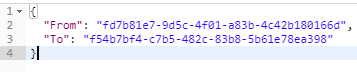 1 {
2 "From": "fd7b81e7-9d5c-4f01-a83b-4c42b180166d",
3 "To": "f54b7bf4-c7b5-482c-83b8-5b61e78ea398"
4 }